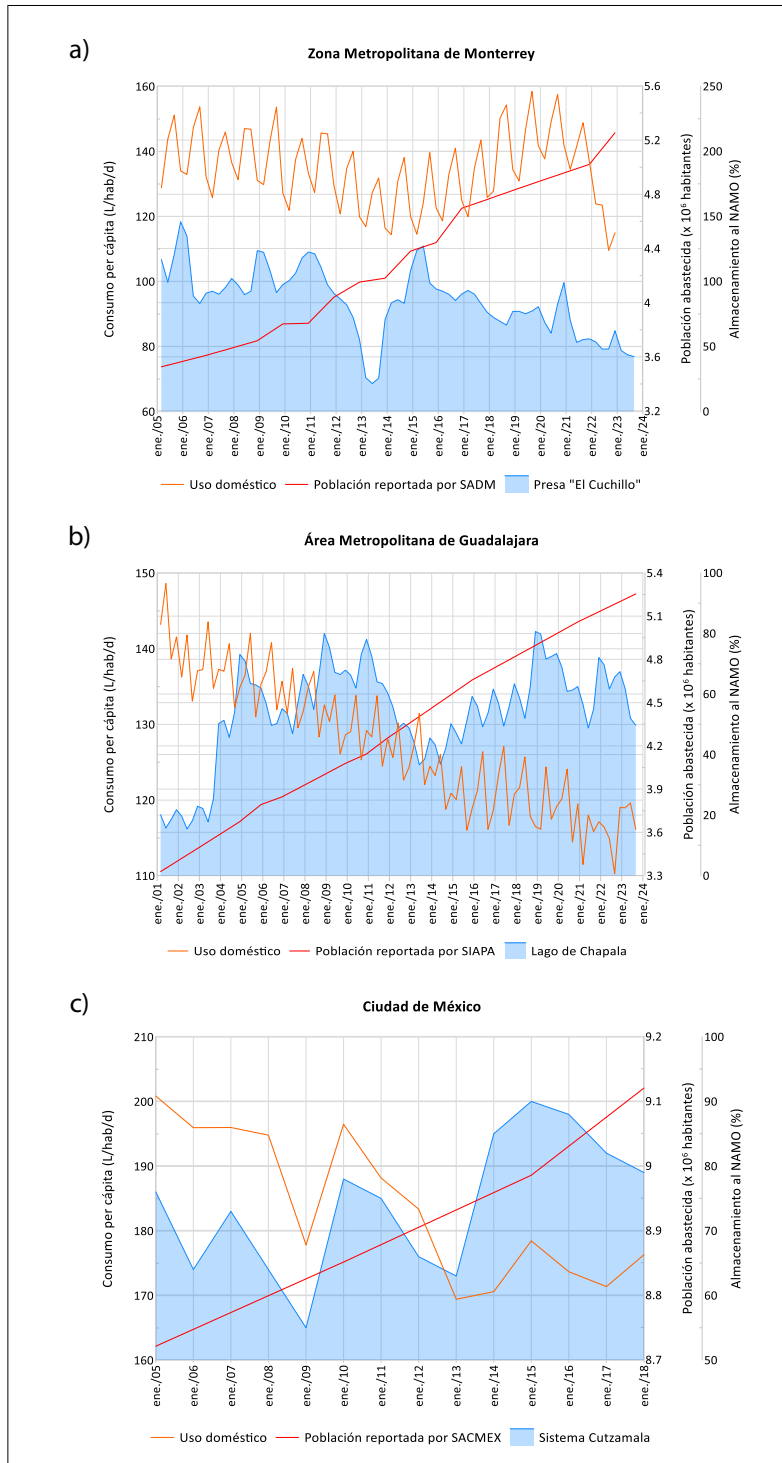 a)
Zona Metropolitana de Monterrey
Consumo per cápita (L/hab/d)
160
140
120
100
80
60
5.6
5.2
4.8
4.4
4
3.6
3.2
Población abastecida (x 10⁶ habitantes)
250
200
150
100
50
0
Almacenamiento al NAMO (%)
ene./05
ene./06
ene./07
ene./08
ene./09
ene./10
ene./11
ene./12
ene./13
ene./14
ene./15
ene./16
ene./17
ene./18
ene./19
ene./20
ene./21
ene./22
ene./23
ene./24
Uso doméstico Población reportada por SADM Presa "El Cuchillo"
b)
Área Metropolitana de Guadalajara
Consumo per cápita (L/hab/d)
150
140
130
120
110
5.4
5.1
4.8
4.5
4.2
3.9
3.6
3.3
Población abastecida (x 10⁶ habitantes)
100
80
60
40
20
0
Almacenamiento al NAMO (%)
ene./01
ene./02
ene./03
ene./04
ene./05
ene./06
ene./07
ene./08
ene./09
ene./10
ene./11
ene./12
ene./13
ene./14
ene./15
ene./16
ene./17
ene./18
ene./19
ene./20
ene./21
ene./22
ene./23
ene./24
Uso doméstico Población reportada por SIAPA Lago de Chapala
c)
Ciudad de México
Consumo per cápita (L/hab/d)
210
200
190
180
170
160
9.2
9.1
9
8.9
8.8
8.7
Población abastecida (x 10⁶ habitantes)
100
90
80
70
60
50
Almacenamiento al NAMO (%)
ene./05
ene./06
ene./07
ene./08
ene./09
ene./10
ene./11
ene./12
ene./13
ene./14
ene./15
ene./16
ene./17
ene./18
Uso doméstico Población reportada por SACMEX Sistema Cutzamala